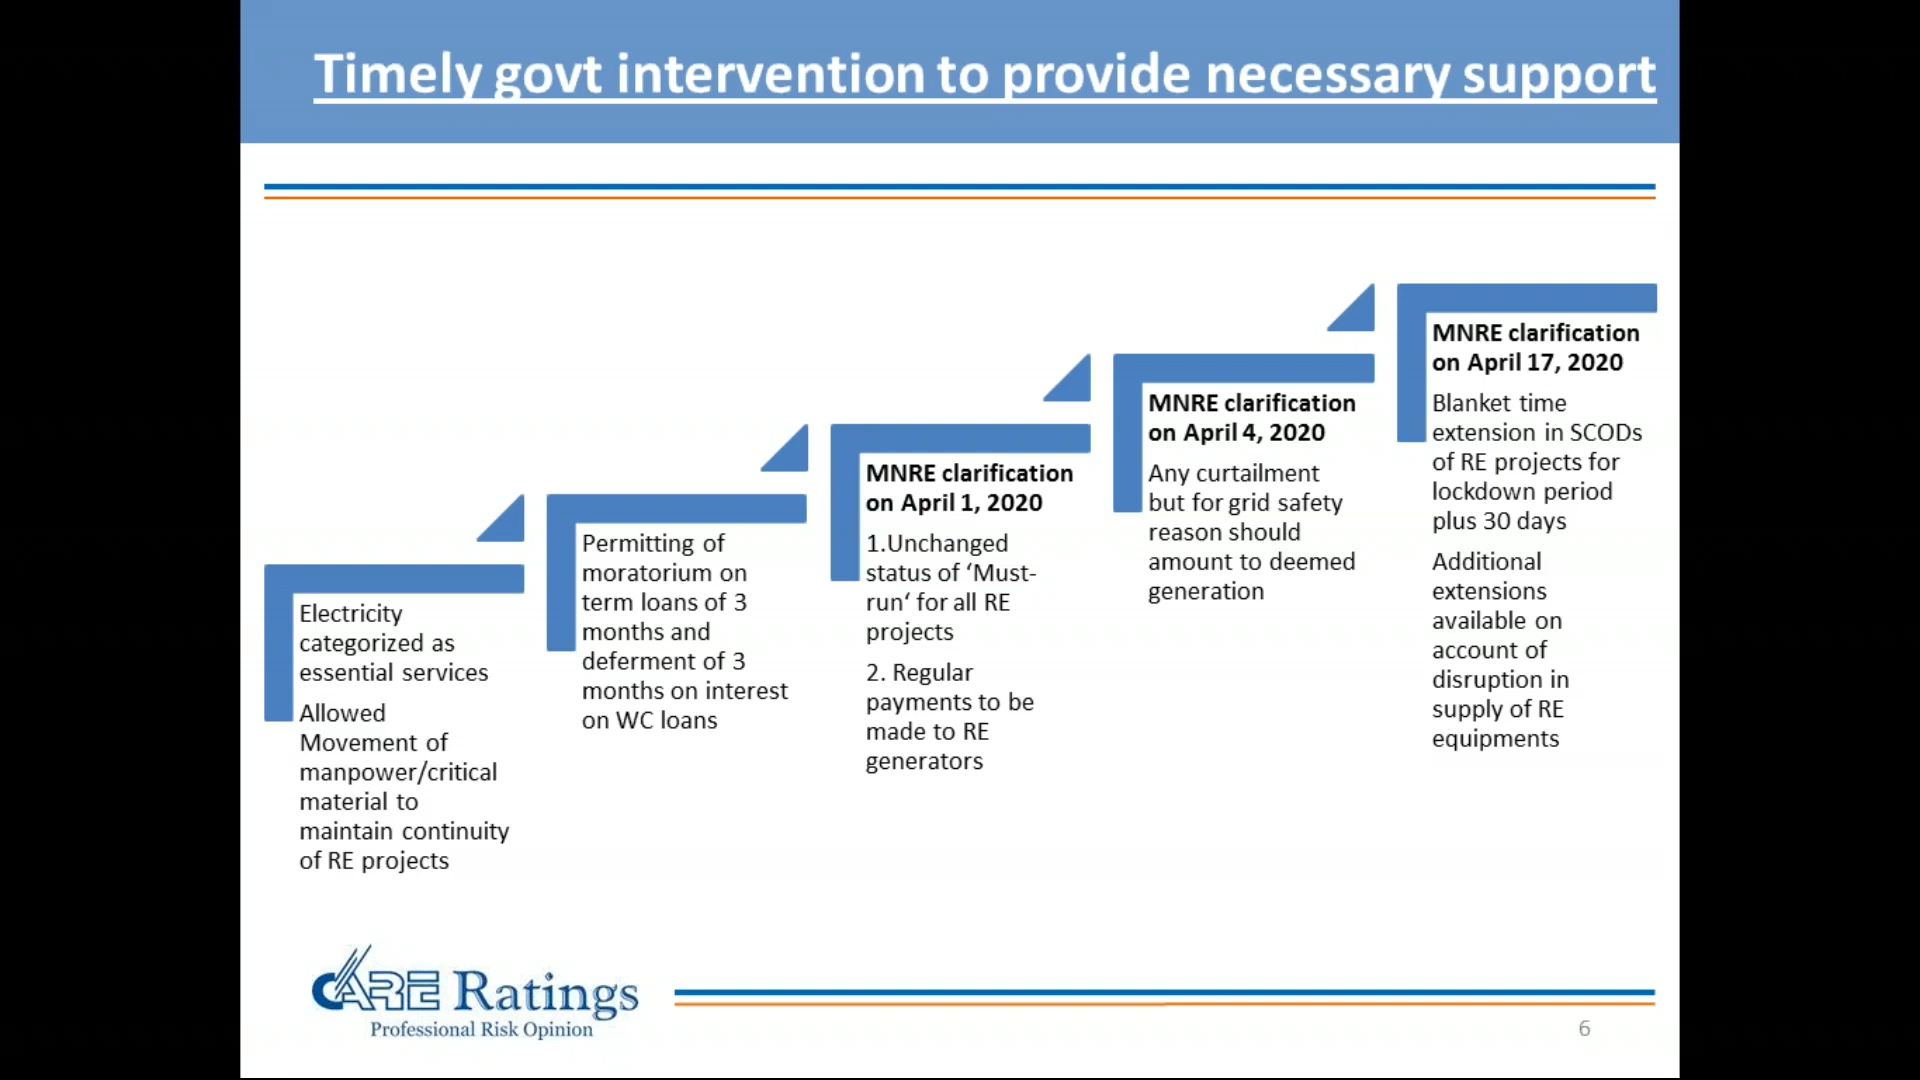 Timely govt intervention to provide necessary support
Electricity
categorized as
essential services
Allowed
Movement of
manpower/critical
material to
maintain continuity
of RE projects
Permitting of
moratorium on
term loans of 3
months and
deferment of 3
months on interest
on WC loans
MNRE clarification
on April 1, 2020
1.Unchanged
status of ‘Must-
run‘ for all RE
projects
2. Regular
payments to be
made to RE
generators
MNRE clarification
on April 4, 2020
Any curtailment
but for grid safety
reason should
amount to deemed
generation
MNRE clarification
on April 17, 2020
Blanket time
extension in SCODs
of RE projects for
lockdown period
plus 30 days
Additional
extensions
available on
account of
disruption in
supply of RE
equipments
CARE Ratings
Professional Risk Opinion
6